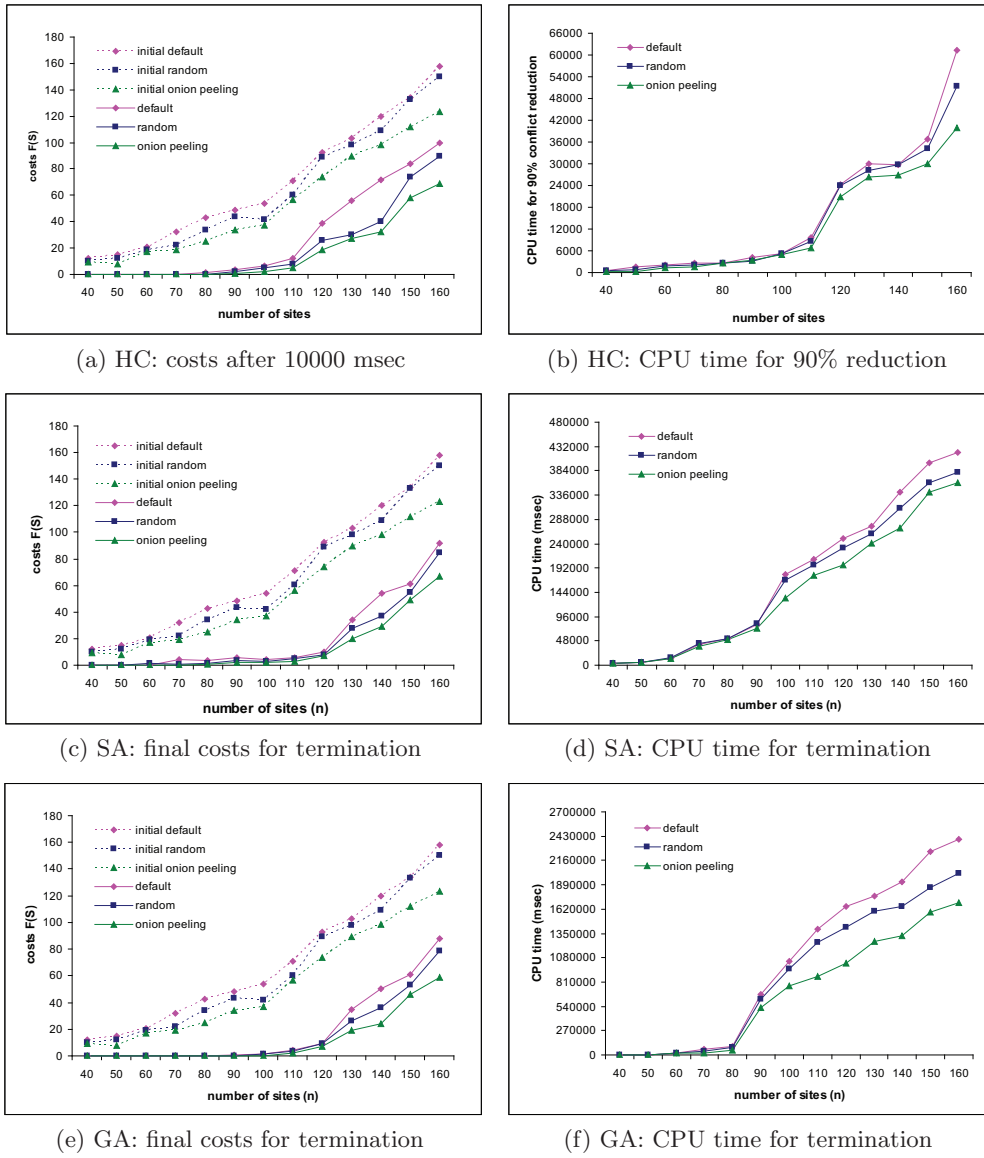 180
160
140
120
100
80
60
40
20
0
costs F(S)
initial default
initial random
initial onion peeling
default
random
onion peeling
40 50 60 70 80 90 100 110 120 130 140 150 160
number of sites
(a) HC: costs after 10000 msec
66000
60000
54000
48000
42000
36000
30000
24000
18000
12000
6000
0
CPU time for 90% conflict reduction
default
random
onion peeling
40 60 80 100 120 140 160
number of sites
(b) HC: CPU time for 90% reduction
180
160
140
120
100
80
60
40
20
0
costs F(S)
initial default
initial random
initial onion peeling
default
random
onion peeling
40 50 60 70 80 90 100 110 120 130 140 150 160
number of sites (n)
(c) SA: final costs for termination
480000
432000
384000
336000
288000
240000
192000
144000
96000
48000
0
CPU time (msec)
default
random
onion peeling
40 50 60 70 80 90 100 110 120 130 140 150 160
number of sites (n)
(d) SA: CPU time for termination
180
160
140
120
100
80
60
40
20
0
costs F(S)
initial default
initial random
initial onion peeling
default
random
onion peeling
40 50 60 70 80 90 100 110 120 130 140 150 160
number of sites (n)
(e) GA: final costs for termination
2700000
2430000
2160000
1890000
1620000
1350000
1080000
810000
540000
270000
0
CPU time (msec)
default
random
onion peeling
40 50 60 70 80 90 100 110 120 130 140 150 160
number of sites (n)
(f) GA: CPU time for termination